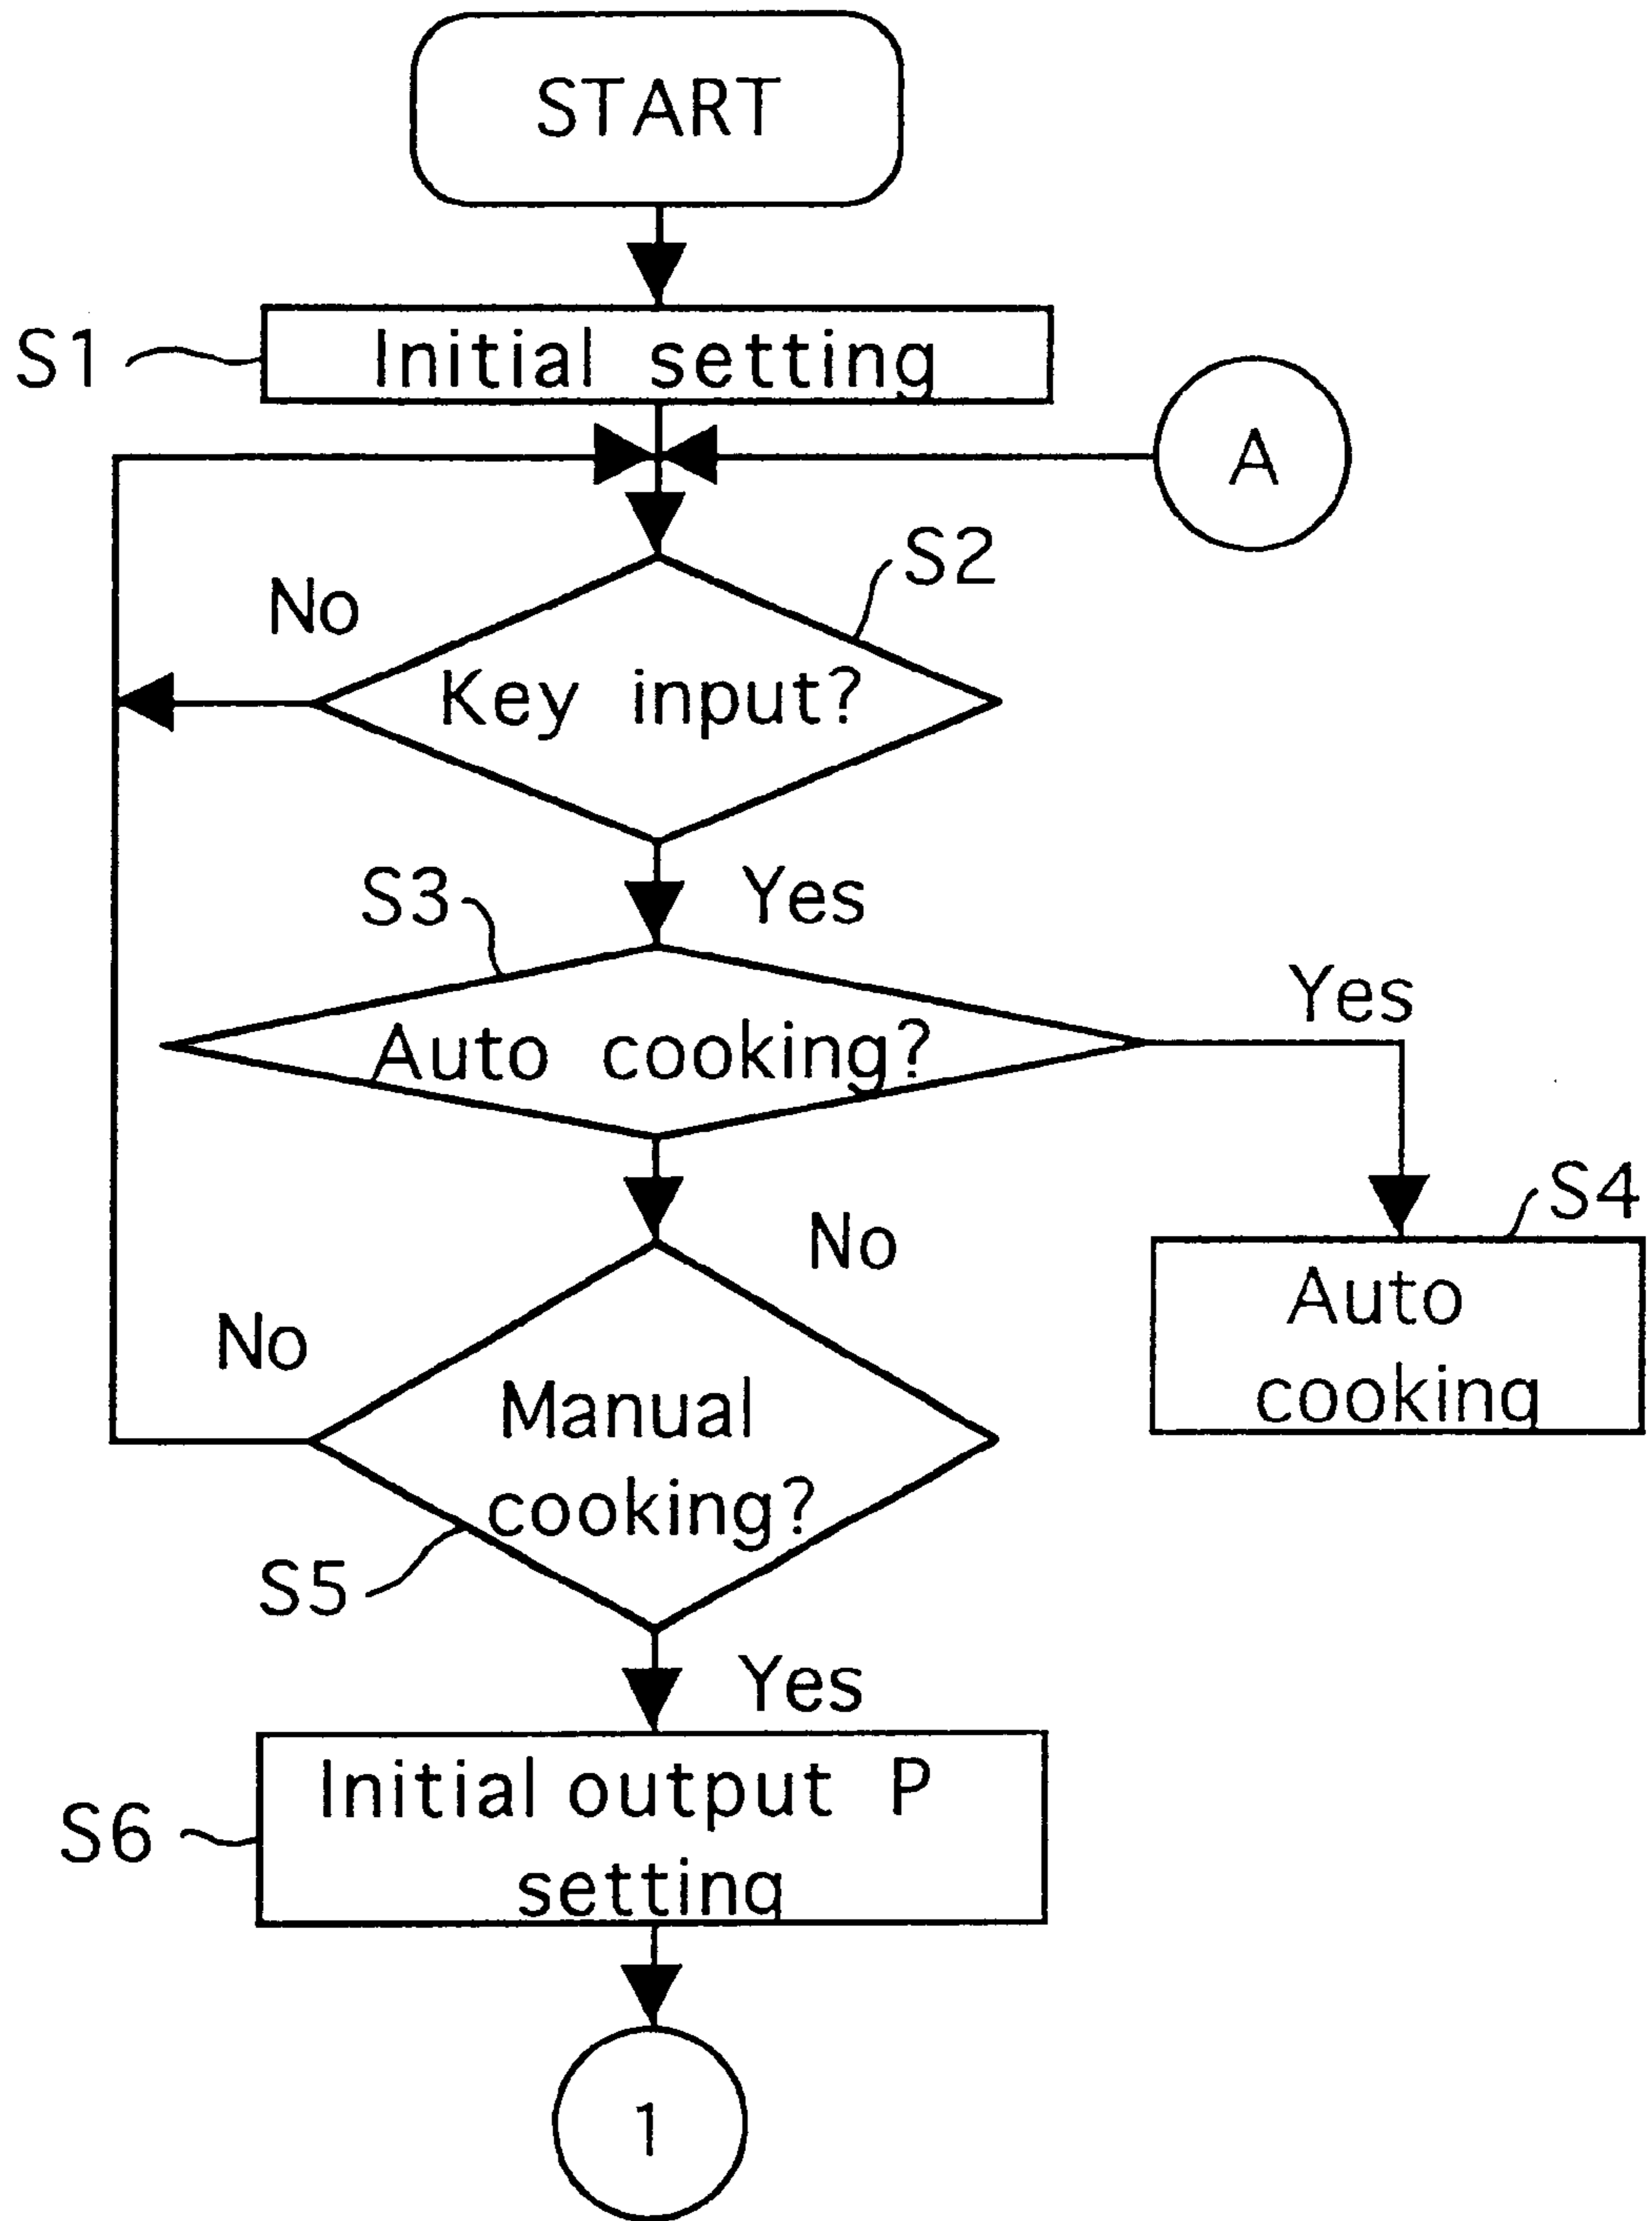 START
S1
Initial setting
A
S2
No
Key input?
S3
Yes
Yes
Auto cooking?
S4
No
Auto
cooking
No
Manual
cooking?
S5
Yes
Initial output P
setting
S6
1